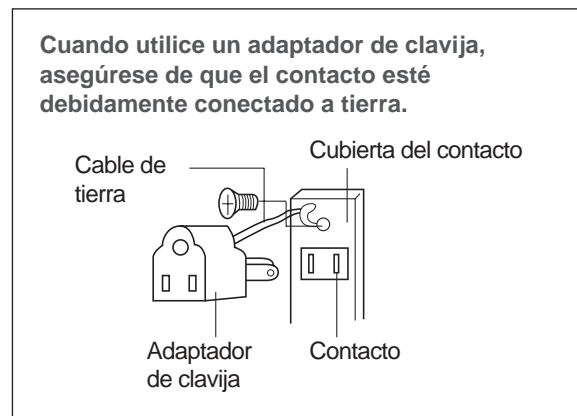 Cuando utilice un adaptador de clavija,
asegúrese de que el contacto esté
debidamente conectado a tierra.
Cable de
tierra
Cubierta del contacto
Adaptador
de clavija
Contacto